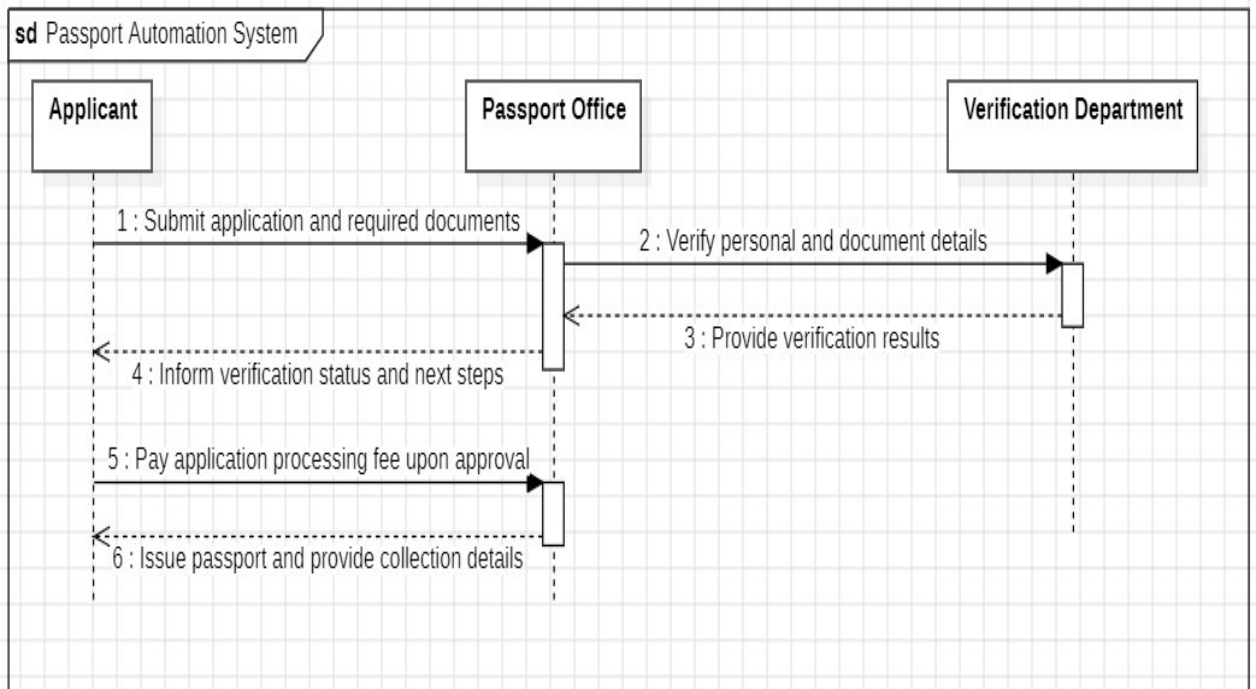 sd Passport Automation System
Applicant
Passport Office
Verification Department
1 : Submit application and required documents
2 : Verify personal and document details
3 : Provide verification results
4 : Inform verification status and next steps
5 : Pay application processing fee upon approval
6 : Issue passport and provide collection details